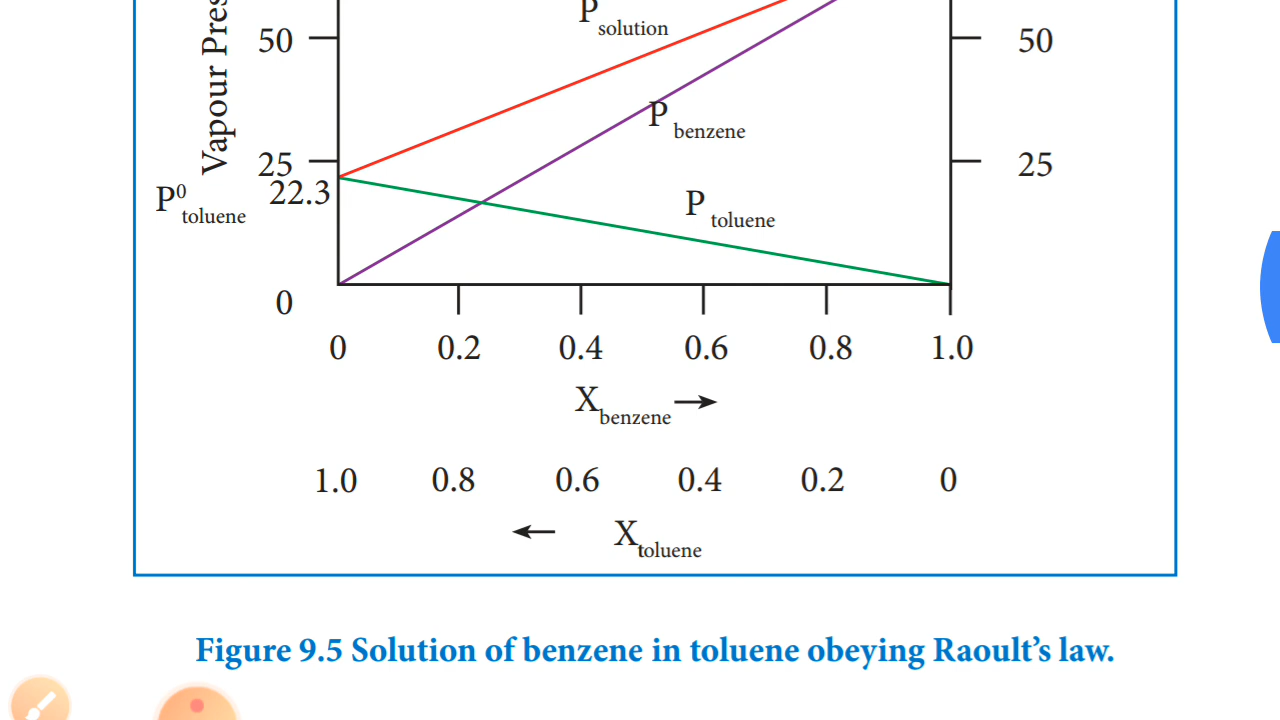 P solution
50
50
Vapour Pres
P benzene
25
25
P⁰ toluene 22.3
P toluene
0
0 0.2 0.4 0.6 0.8 1.0
X benzene →
1.0 0.8 0.6 0.4 0.2 0
← X toluene
Figure 9.5 Solution of benzene in toluene obeying Raoult's law.